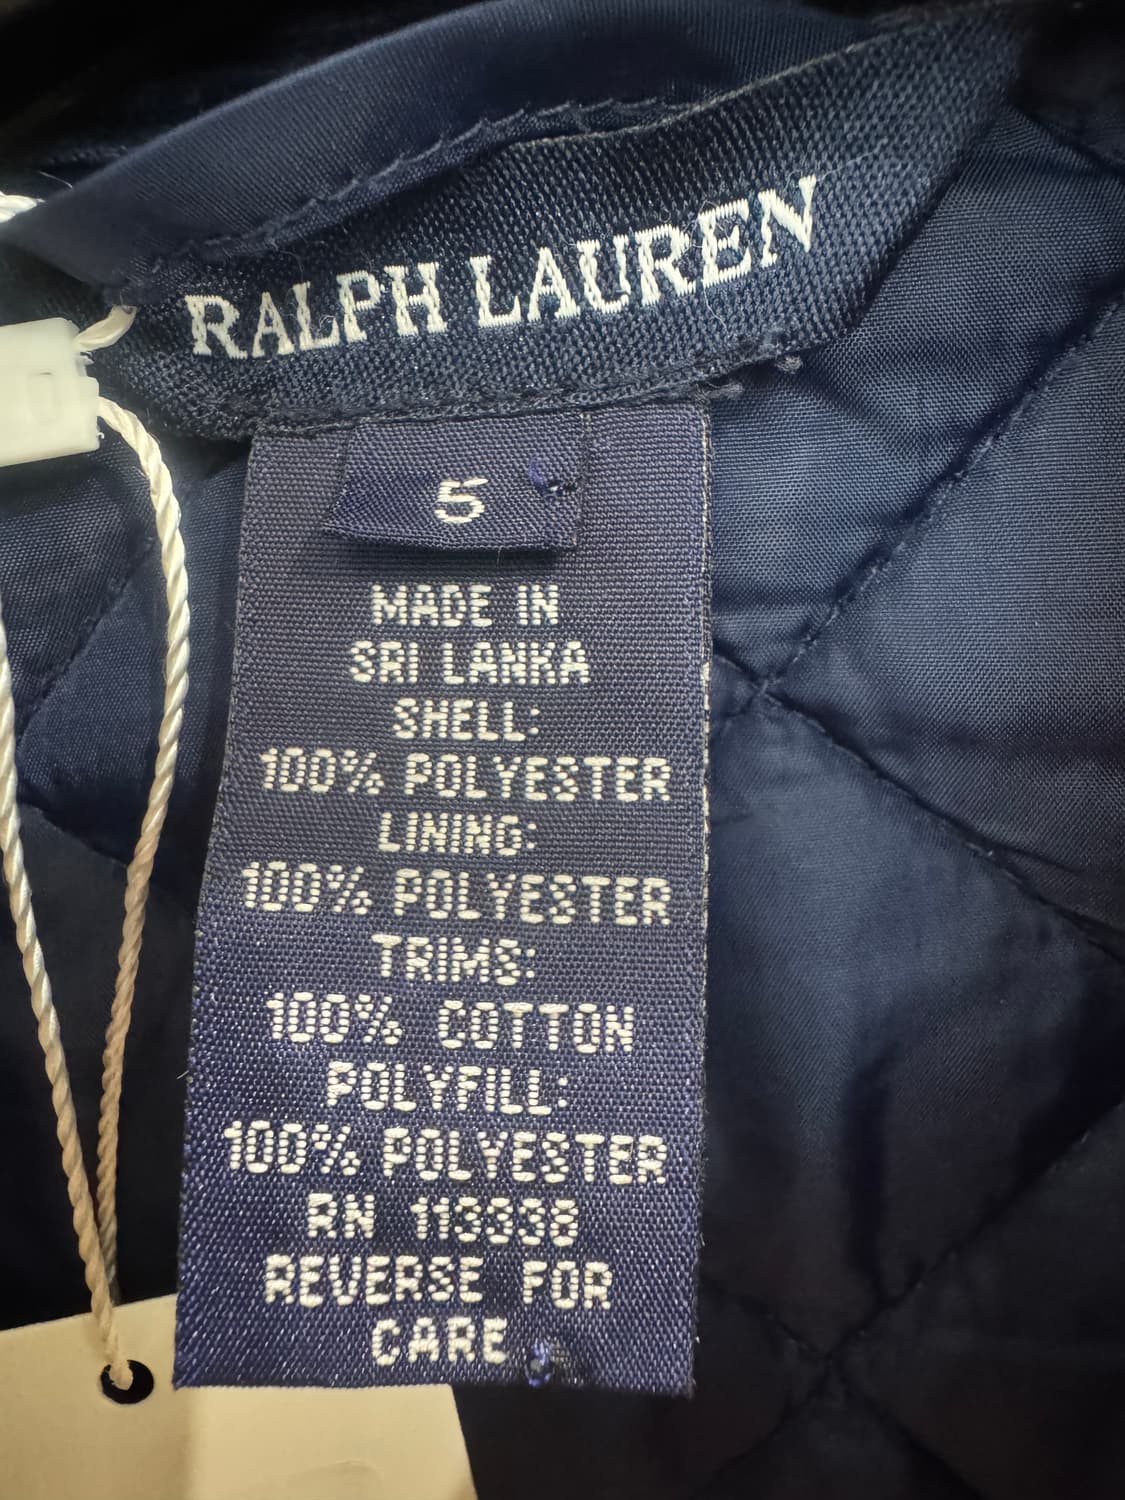 RALPH LAUREN
5
MADE IN
SRI LANKA
SHELL:
100% POLYESTER
LINING:
100% POLYESTER
TRIMS:
100% COTTON
POLYFILL:
100% POLYESTER
RN 113338
REVERSE FOR
CARE